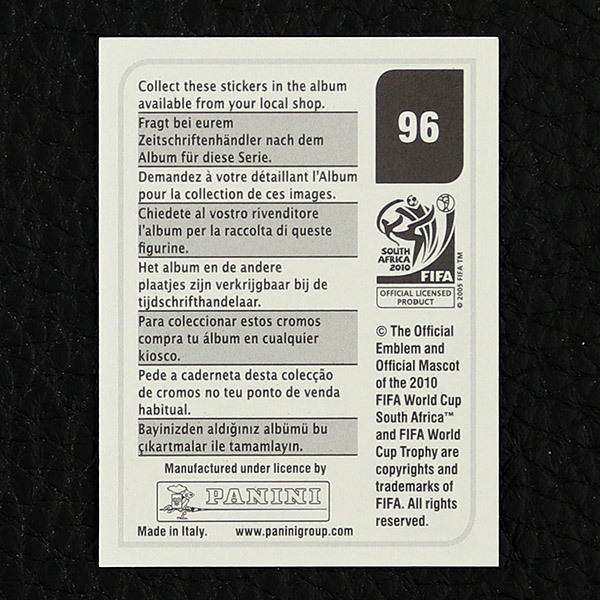 Collect these stickers in the album
available from your local shop.
Fragt bei eurem
Zeitschriftenhändler nach dem
Album für diese Serie.
Demandez à votre détaillant l'Album
pour la collection de ces images.
Chiedete al vostro rivenditore
l'album per la raccolta di queste
figurine.
Het album en de andere
plaatjes zijn verkrijgbaar bij de
tijdschrifthandelaar.
Para coleccionar estos cromos
compra tu álbum en cualquier
kiosco.
Pede a caderneta desta colecção
de cromos no teu ponto de venda
habitual.
Bayinizden aldığınız albümü bu
çıkartmalar ile tamamlayın.
Manufactured under licence by
PANINI
Made in Italy. www.paninigroup.com
96
SOUTH
AFRICA
2010
FIFA
OFFICIAL LICENSED
PRODUCT
© 2005 FIFA TM
© The Official
Emblem and
Official Mascot
of the 2010
FIFA World Cup
South Africa™
and FIFA World
Cup Trophy are
copyrights and
trademarks of
FIFA. All rights
reserved.